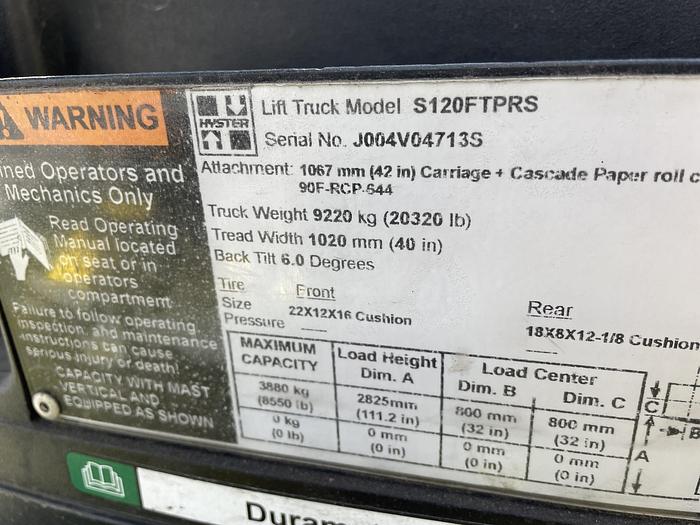 WARNING
ined Operators and
Mechanics Only
Read Operating
Manual located
on seat or in
operators
compartment
Failure to follow operating
inspection, and maintenance
instructions can cause
serious injury or death!
CAPACITY WITH MAST
VERTICAL AND
EQUIPPED AS SHOWN
HYSTER
Lift Truck Model S120FTPRS
Serial No. J004V04713S
Attachment: 1067 mm (42 in) Carriage + Cascade Paper roll c
90F-RCP-644
Truck Weight 9220 kg (20320 lb)
Tread Width 1020 mm (40 in)
Back Tilt 6.0 Degrees
Tire Front Rear
Size 22X12X16 Cushion 18X8X12-1/8 Cushion
Pressure
MAXIMUM CAPACITY Load Height Dim. A Load Center Dim. B Dim. C
3880 kg 2825mm 800 mm 800 mm
(8550 lb) (111.2 in) (32 in) (32 in)
0 kg 0 mm 0 mm 0 mm
(0 lb) (0 in) (0 in) (0 in)
C
B
A
Duram